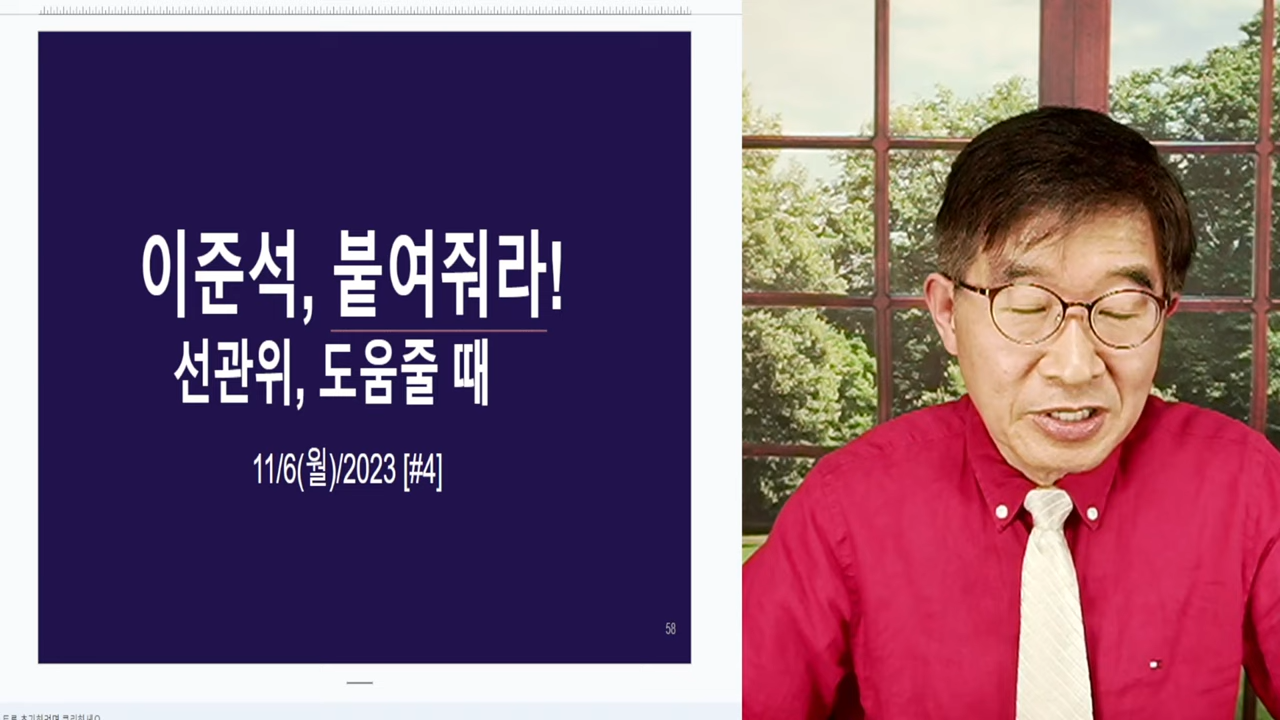 이준석, 붙여줘라!
선관위, 도움줄 때
11/6(월)/2023 [#4]
58